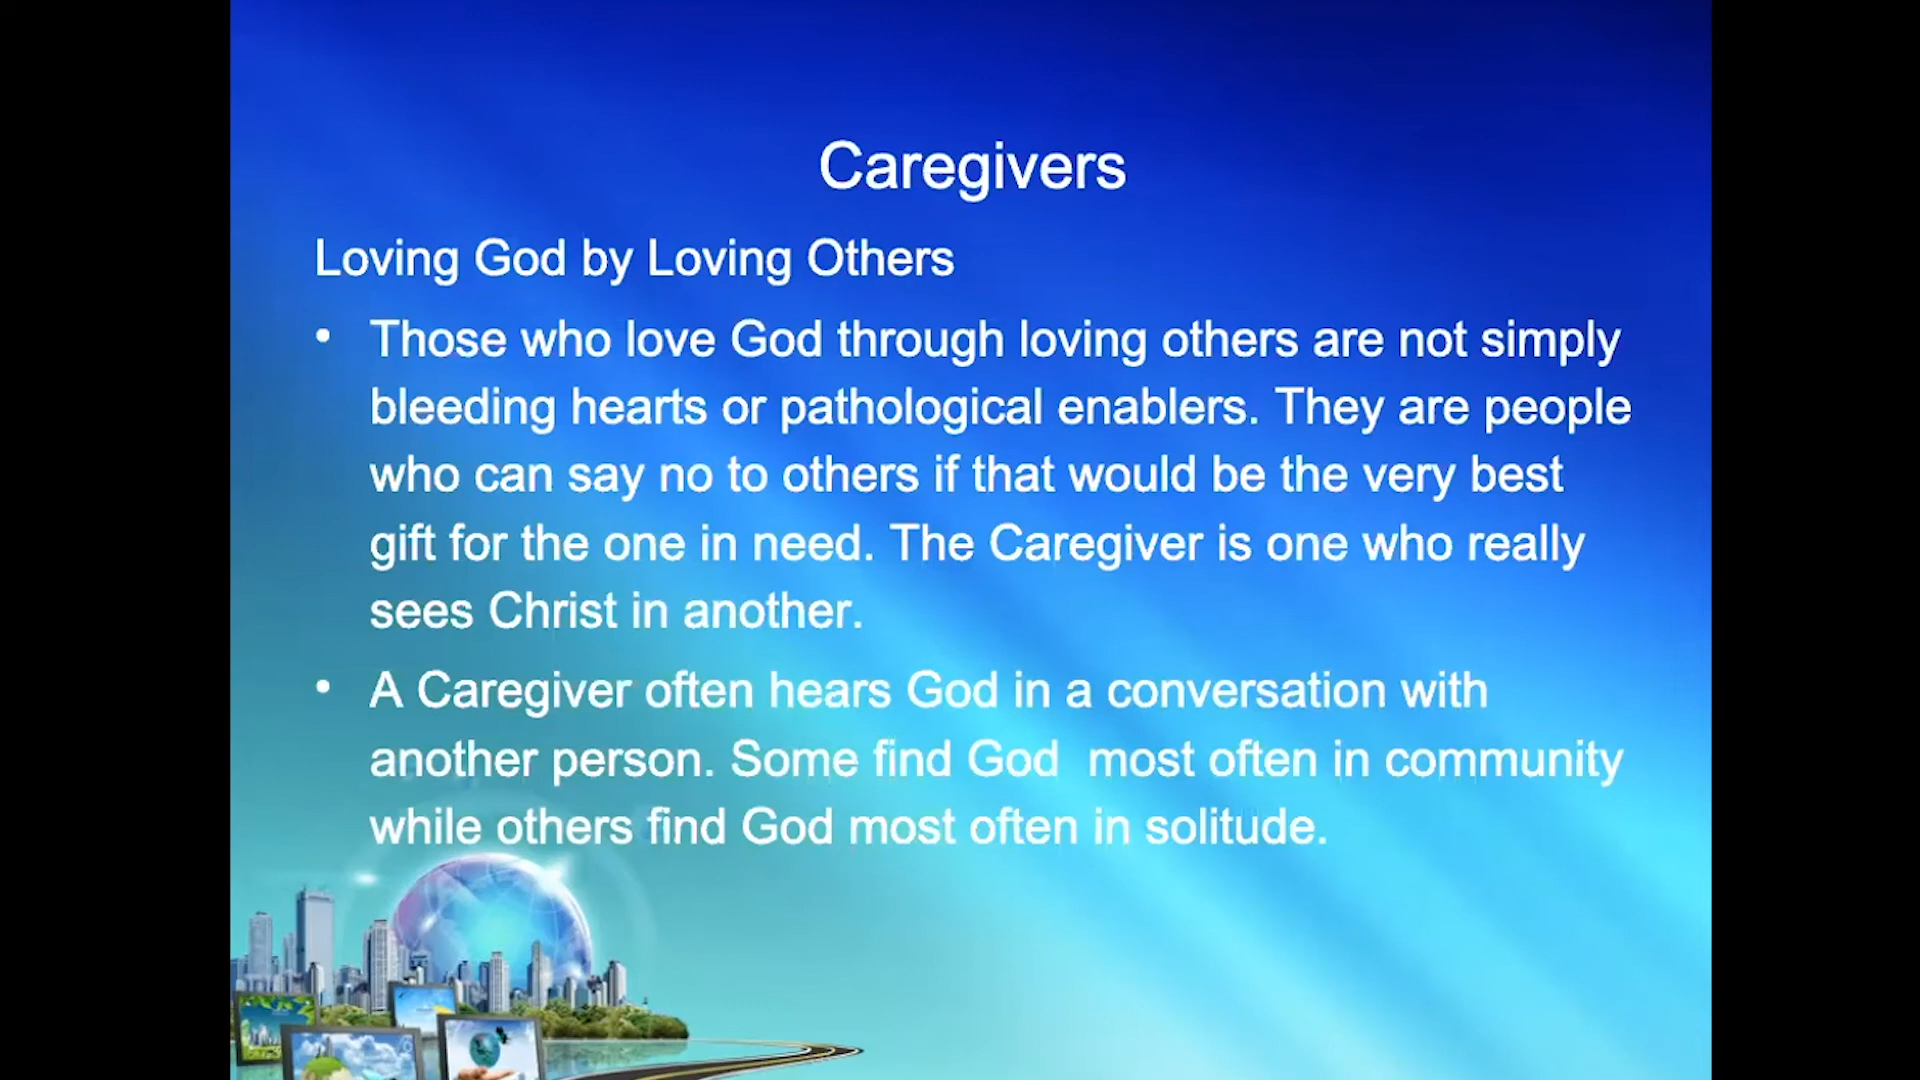 Caregivers
Loving God by Loving Others
• Those who love God through loving others are not simply
bleeding hearts or pathological enablers. They are people
who can say no to others if that would be the very best
gift for the one in need. The Caregiver is one who really
sees Christ in another.
• A Caregiver often hears God in a conversation with
another person. Some find God  most often in community
while others find God most often in solitude.